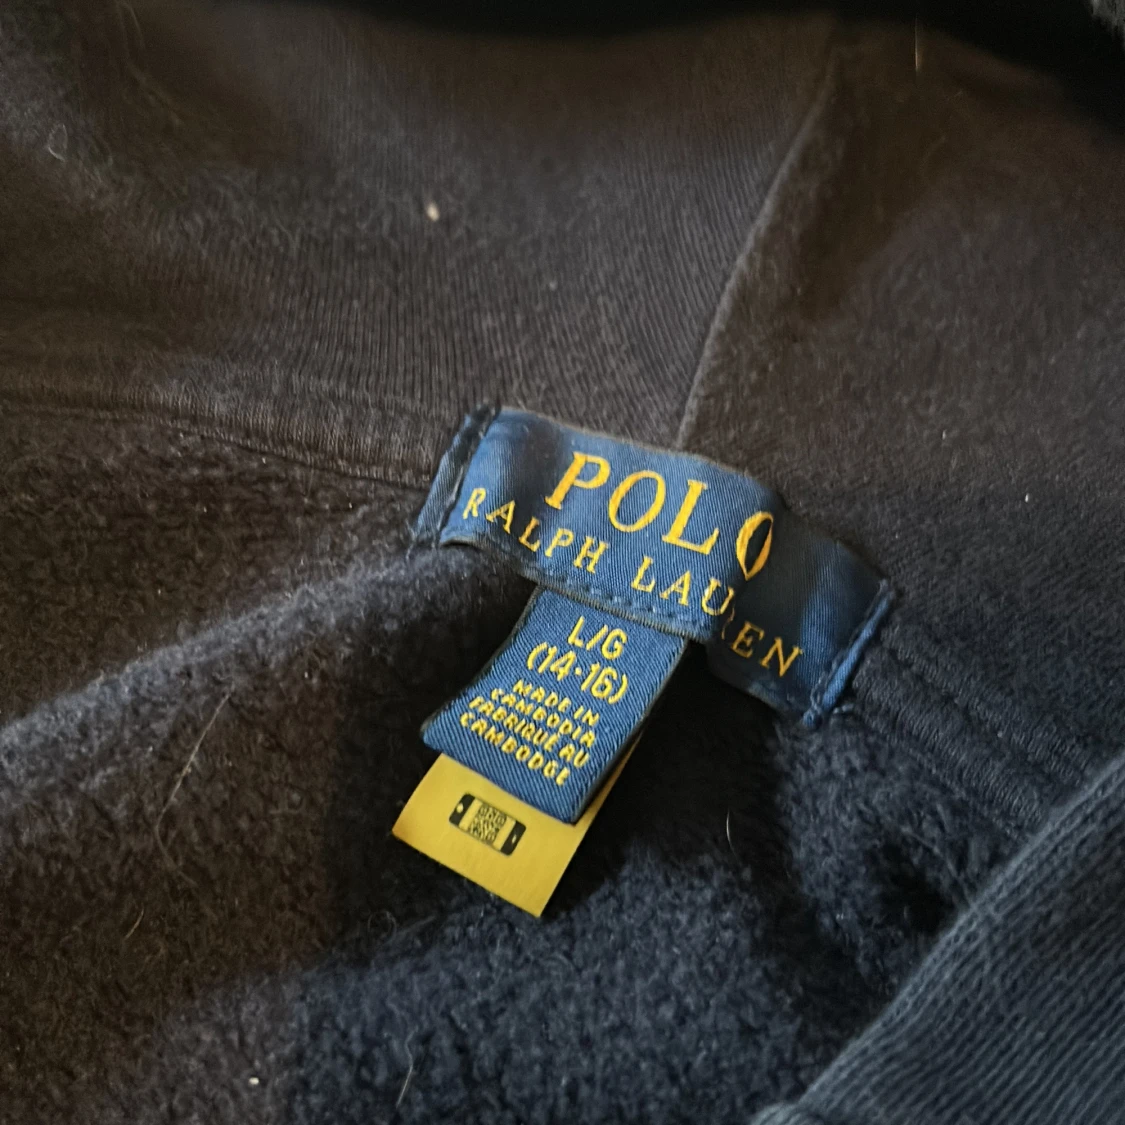 POLO
RALPH LAUREN
L/G
(14-16)
MADE IN
CAMBODIA
FABRIQUÉ AU
CAMBODGE